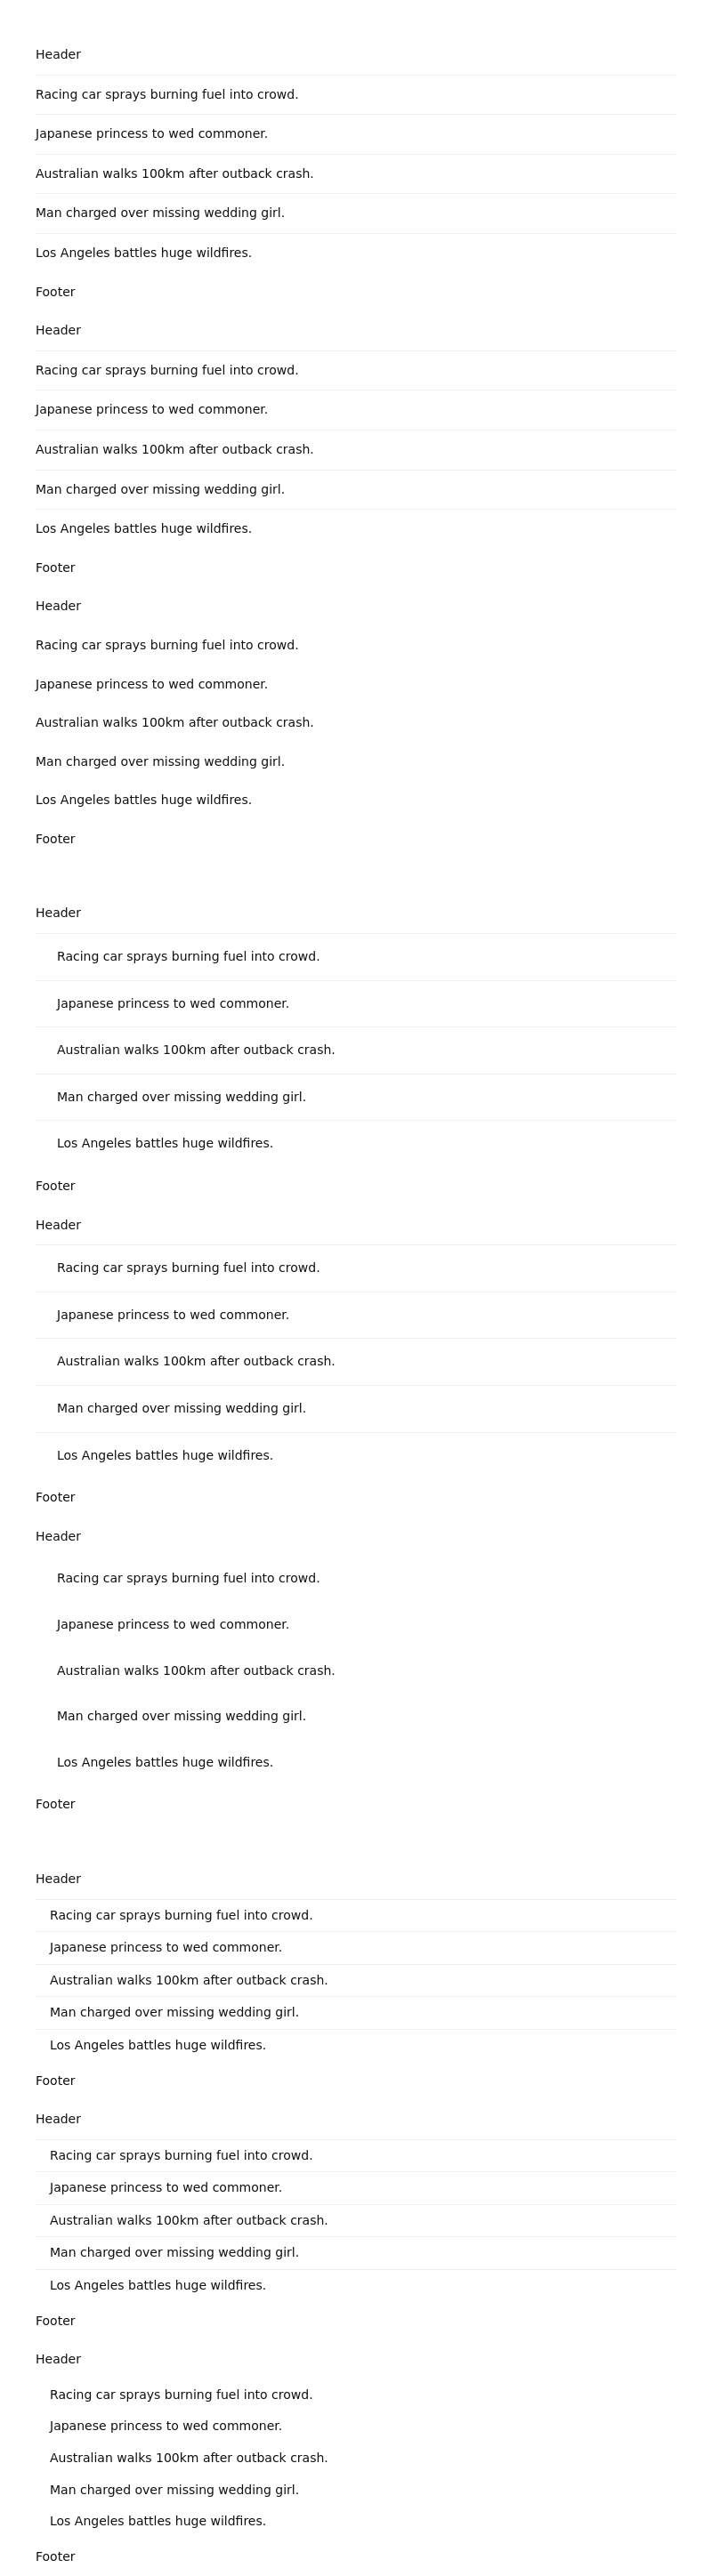 Header
Racing car sprays burning fuel into crowd.
Japanese princess to wed commoner.
Australian walks 100km after outback crash.
Man charged over missing wedding girl.
Los Angeles battles huge wildfires.
Footer
Header
Racing car sprays burning fuel into crowd.
Japanese princess to wed commoner.
Australian walks 100km after outback crash.
Man charged over missing wedding girl.
Los Angeles battles huge wildfires.
Footer
Header
Racing car sprays burning fuel into crowd.
Japanese princess to wed commoner.
Australian walks 100km after outback crash.
Man charged over missing wedding girl.
Los Angeles battles huge wildfires.
Footer
Header
Racing car sprays burning fuel into crowd.
Japanese princess to wed commoner.
Australian walks 100km after outback crash.
Man charged over missing wedding girl.
Los Angeles battles huge wildfires.
Footer
Header
Racing car sprays burning fuel into crowd.
Japanese princess to wed commoner.
Australian walks 100km after outback crash.
Man charged over missing wedding girl.
Los Angeles battles huge wildfires.
Footer
Header
Racing car sprays burning fuel into crowd.
Japanese princess to wed commoner.
Australian walks 100km after outback crash.
Man charged over missing wedding girl.
Los Angeles battles huge wildfires.
Footer
Header
Racing car sprays burning fuel into crowd.
Japanese princess to wed commoner.
Australian walks 100km after outback crash.
Man charged over missing wedding girl.
Los Angeles battles huge wildfires.
Footer
Header
Racing car sprays burning fuel into crowd.
Japanese princess to wed commoner.
Australian walks 100km after outback crash.
Man charged over missing wedding girl.
Los Angeles battles huge wildfires.
Footer
Header
Racing car sprays burning fuel into crowd.
Japanese princess to wed commoner.
Australian walks 100km after outback crash.
Man charged over missing wedding girl.
Los Angeles battles huge wildfires.
Footer